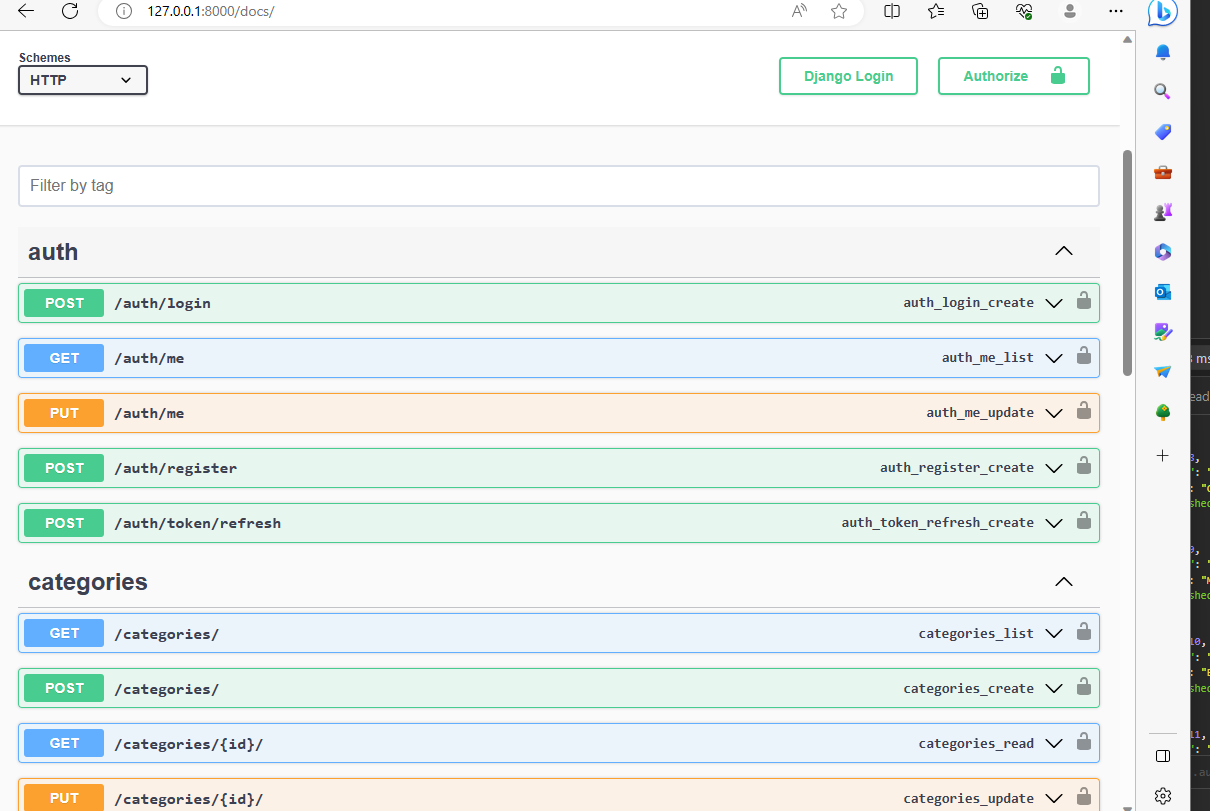 127.0.0.1:8000/docs/
Schemes
HTTP
Django Login
Authorize
Filter by tag
auth
POST /auth/login auth_login_create
GET /auth/me auth_me_list
PUT /auth/me auth_me_update
POST /auth/register auth_register_create
POST /auth/token/refresh auth_token_refresh_create
categories
GET /categories/ categories_list
POST /categories/ categories_create
GET /categories/{id}/ categories_read
PUT /categories/{id}/ categories_update